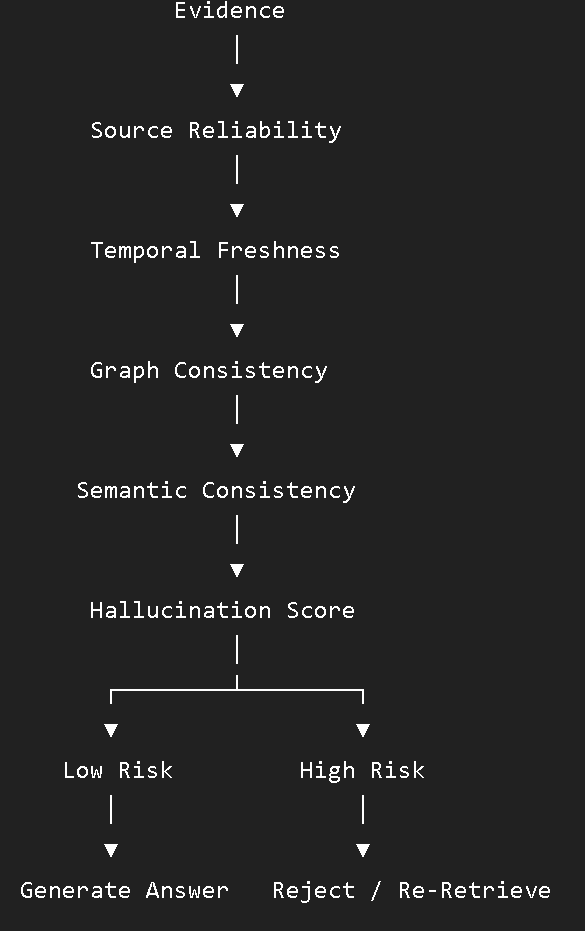 Evidence
Source Reliability
Temporal Freshness
Graph Consistency
Semantic Consistency
Hallucination Score
Low Risk High Risk
Generate Answer Reject / Re-Retrieve